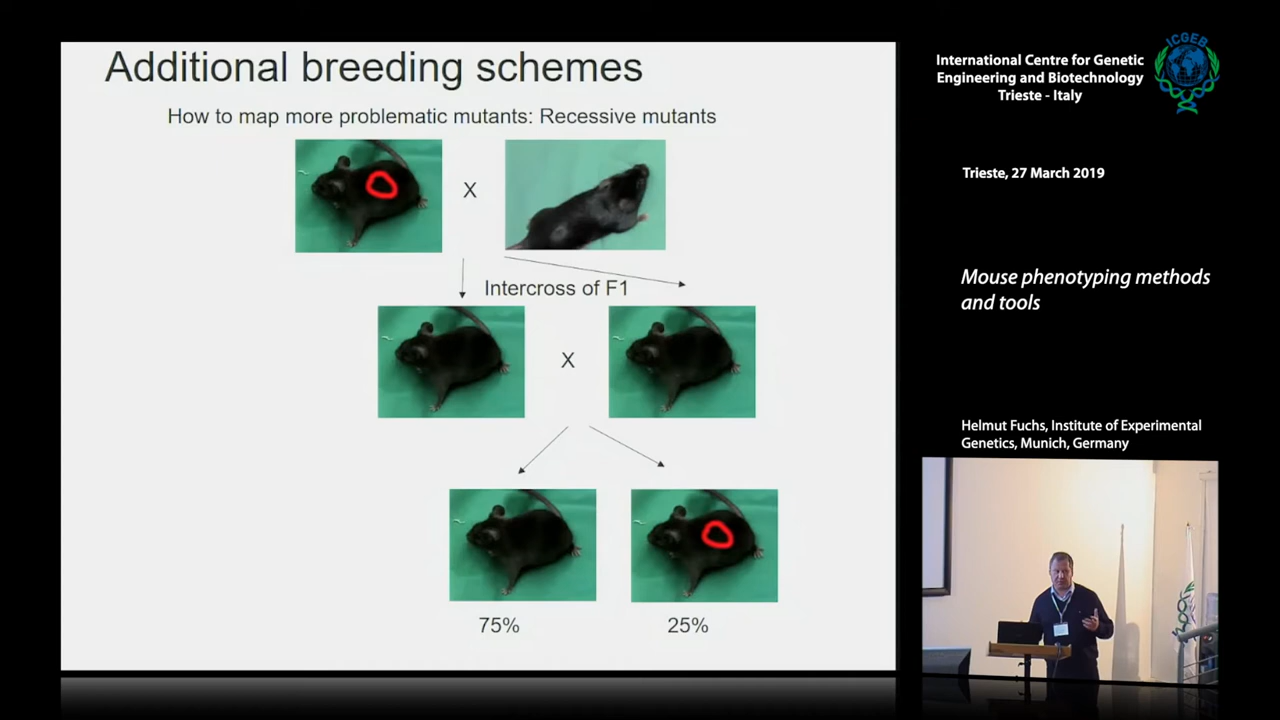 Additional breeding schemes
How to map more problematic mutants: Recessive mutants
X
Intercross of F1
X
75%
25%
ICGEB
International Centre for Genetic
Engineering and Biotechnology
Trieste - Italy
Trieste, 27 March 2019
Mouse phenotyping methods
and tools
Helmut Fuchs, Institute of Experimental
Genetics, Munich, Germany